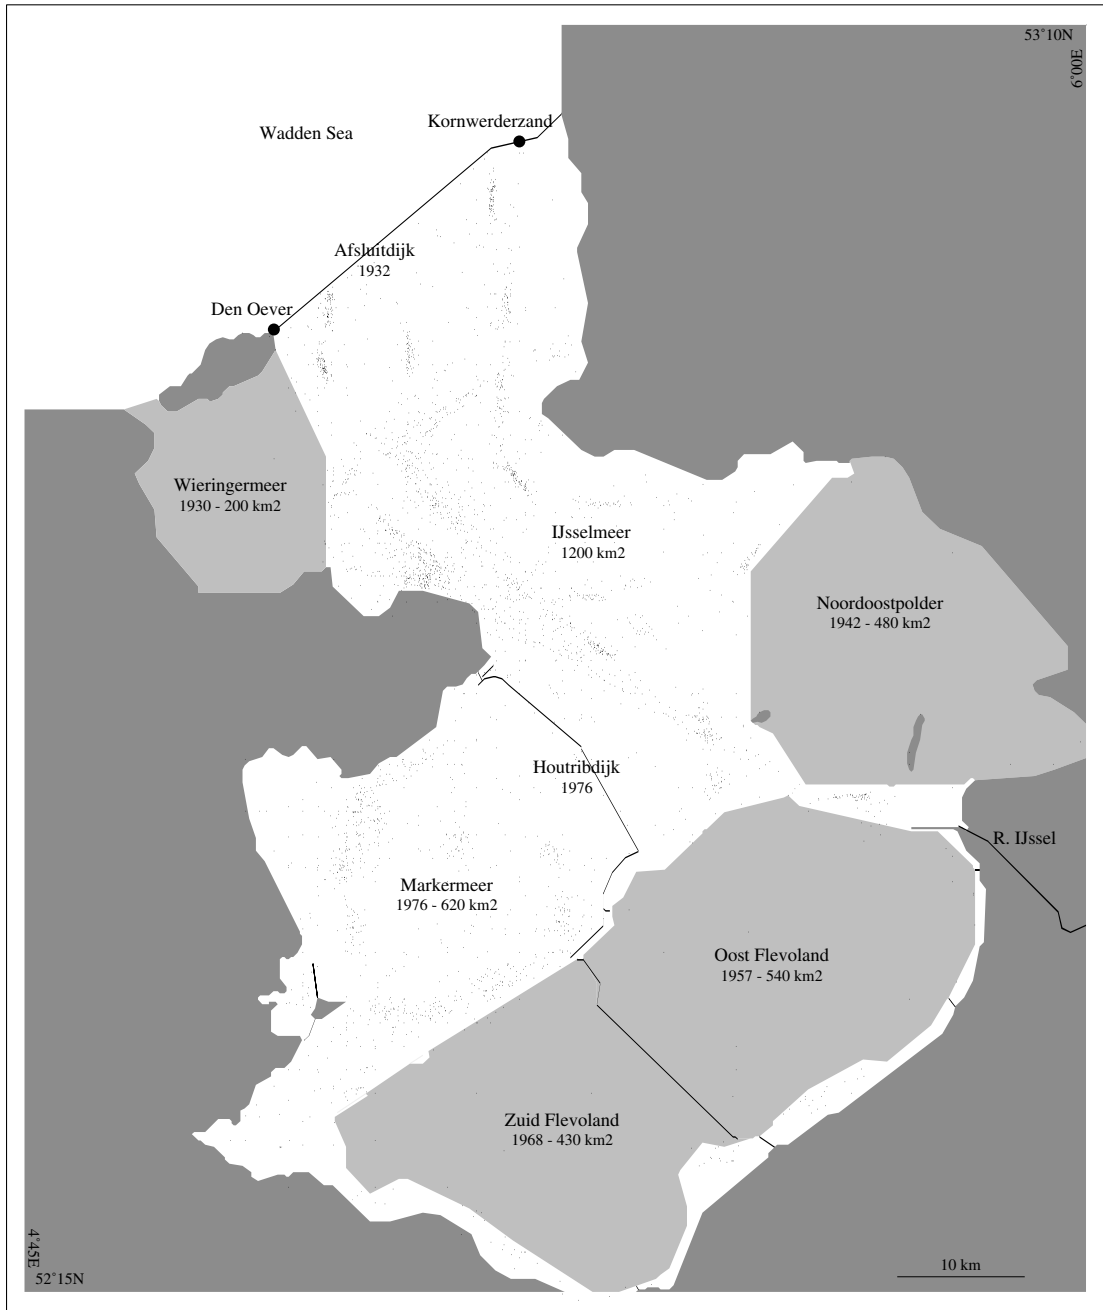 53°10N
6°00E
Kornwerderzand
Wadden Sea
Afsluitdijk
1932
Den Oever
Wieringermeer
1930 - 200 km2
IJsselmeer
1200 km2
Noordoostpolder
1942 - 480 km2
Houtribdijk
1976
R. IJssel
Markermeer
1976 - 620 km2
Oost Flevoland
1957 - 540 km2
Zuid Flevoland
1968 - 430 km2
4°45E
52°15N
10 km